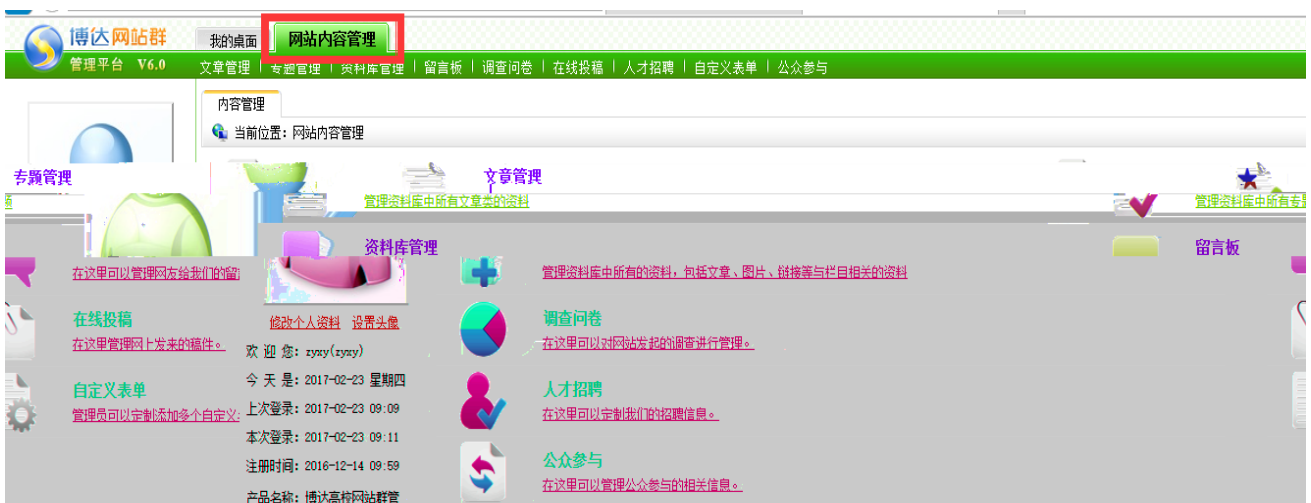 博达网站群
管理平台 V6.0
我的桌面 网站内容管理
文章管理 | 专题管理 | 资料库管理 | 留言板 | 调查问卷 | 在线投稿 | 人才招聘 | 自定义表单 | 公众参与
内容管理
当前位置：网站内容管理
专题管理 文章管理
管理资料库中所有文章类的资料 管理资料库中所有专题
资料库管理 留言板
在这里可以管理网友给我们的留 管理资料库中所有的资料，包括文章、图片、链接等与栏目相关的资料
在线投稿 修改个人资料 设置头像 调查问卷
在这里管理网上发来的稿件。 在这里可以对网站发起的调查进行管理。
欢 迎 您：zyxy(zyxy)
今 天 是：2017-02-23 星期四
自定义表单 人才招聘
管理员可以定制添加多个自定义 上次登录：2017-02-23 09:09 在这里可以定制我们的招聘信息。
本次登录：2017-02-23 09:11
注册时间：2016-12-14 09:59 公众参与
在这里可以管理公众参与的相关信息。
产品名称：博达高校网站群管